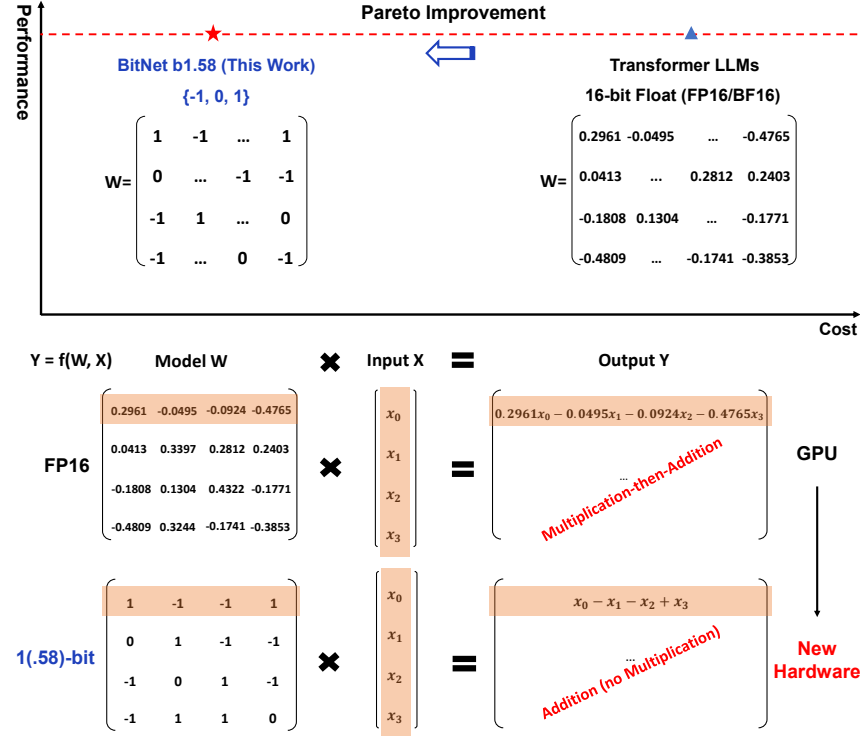 Performance
Pareto Improvement
BitNet b1.58 (This Work)
{-1, 0, 1}
W=
1 -1 ... 1
0 ... -1 -1
-1 1 ... 0
-1 ... 0 -1
Transformer LLMs
16-bit Float (FP16/BF16)
W=
0.2961 -0.0495 ... -0.4765
0.0413 ... 0.2812 0.2403
-0.1808 0.1304 ... -0.1771
-0.4809 ... -0.1741 -0.3853
Cost
Y = f(W, X) Model W ✖ Input X = Output Y
FP16
0.2961 -0.0495 -0.0924 -0.4765
0.0413 0.3397 0.2812 0.2403
-0.1808 0.1304 0.4322 -0.1771
-0.4809 0.3244 -0.1741 -0.3853
✖
x₀
x₁
x₂
x₃
=
0.2961x₀ − 0.0495x₁ − 0.0924x₂ − 0.4765x₃
...
Multiplication-then-Addition
GPU
1(.58)-bit
1 -1 -1 1
0 1 -1 -1
-1 0 1 -1
-1 1 1 0
✖
x₀
x₁
x₂
x₃
=
x₀ − x₁ − x₂ + x₃
...
Addition (no Multiplication)
New
Hardware